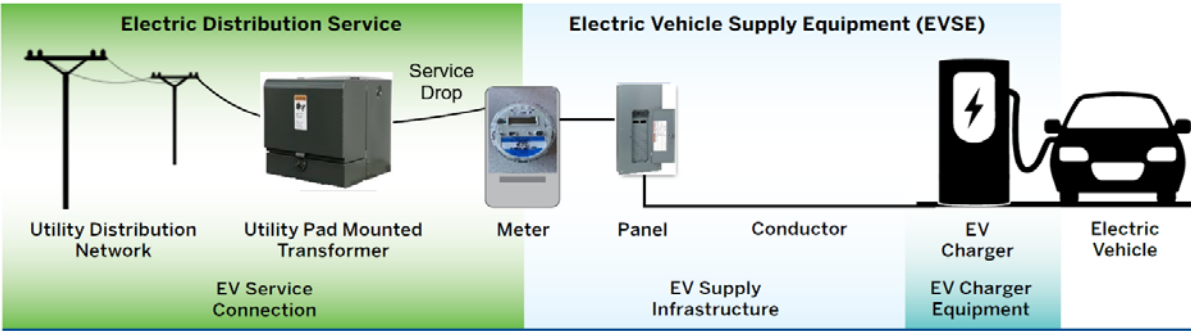 Electric Distribution Service
Electric Vehicle Supply Equipment (EVSE)
Service
Drop
Utility Distribution
Network
Utility Pad Mounted
Transformer
Meter
Panel
Conductor
EV
Charger
Electric
Vehicle
EV Service
Connection
EV Supply
Infrastructure
EV Charger
Equipment